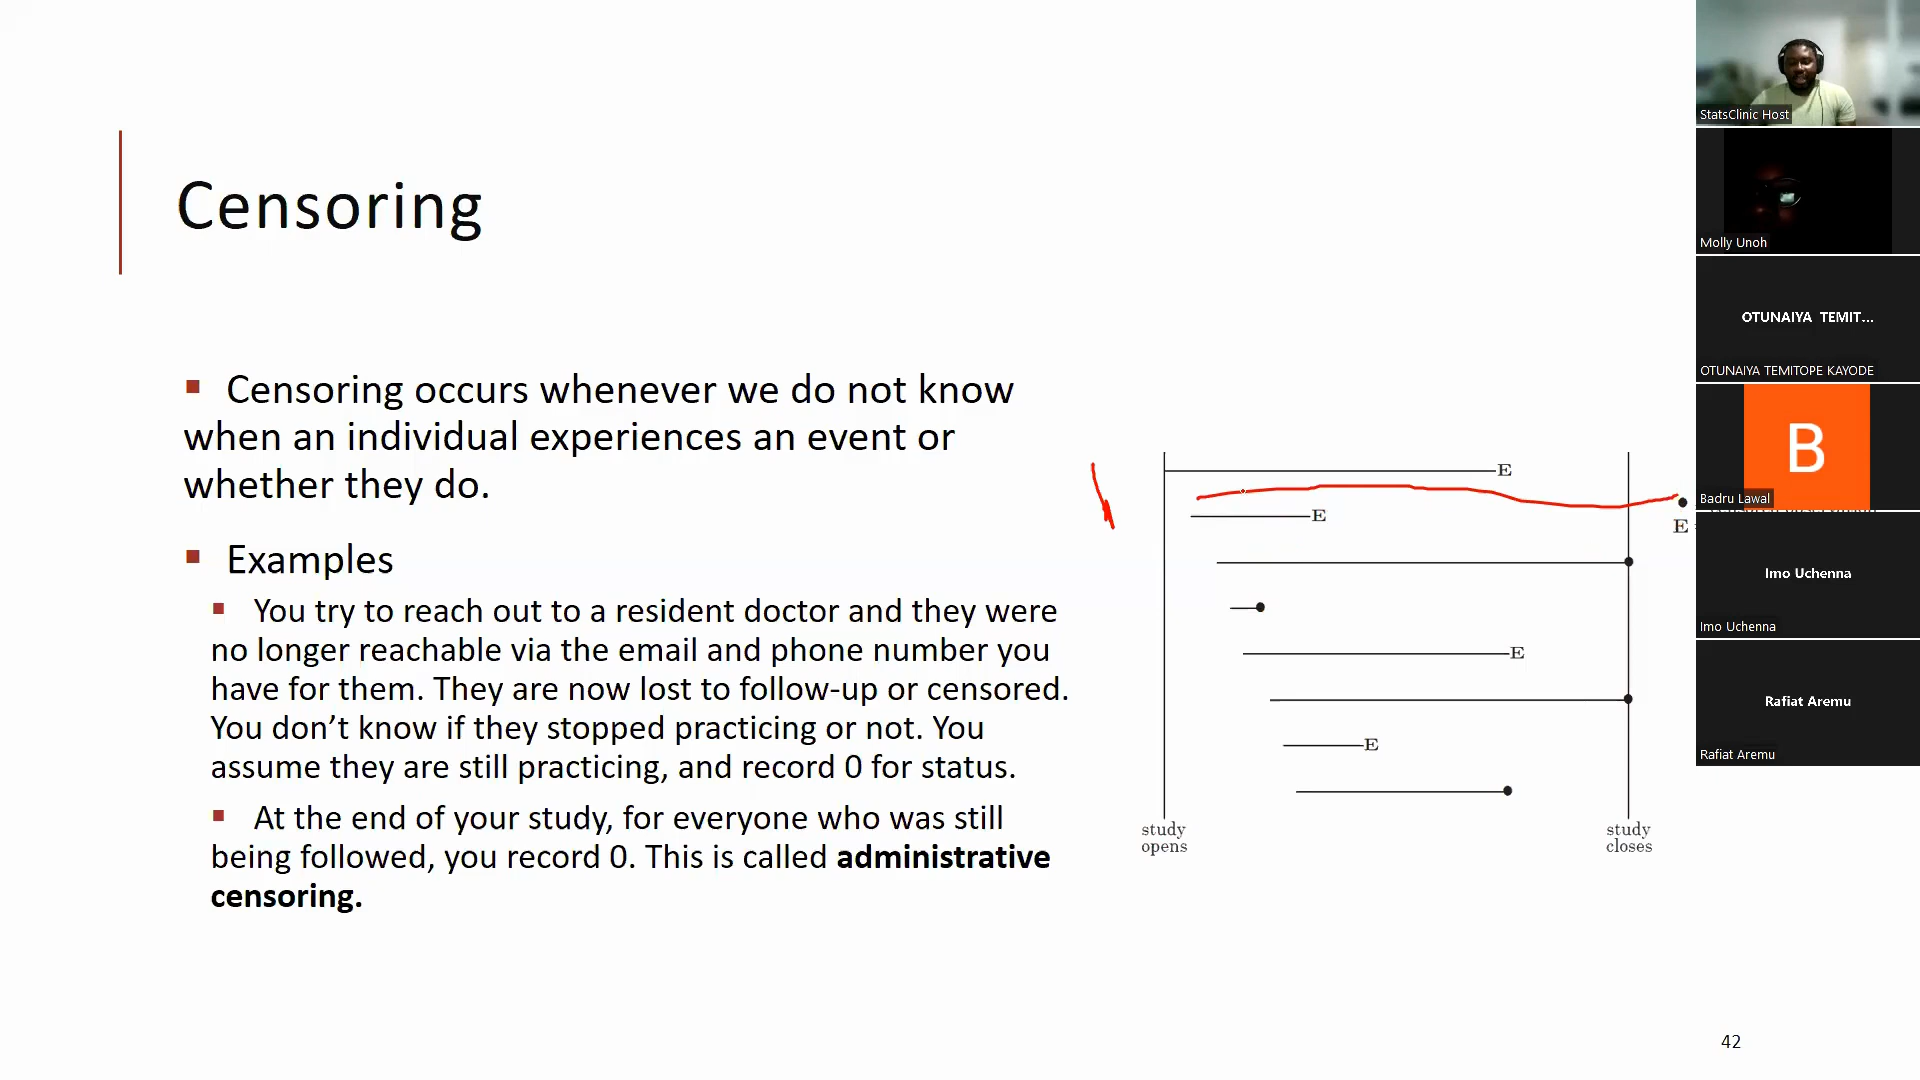 Censoring
▪ Censoring occurs whenever we do not know
when an individual experiences an event or
whether they do.
▪ Examples
▪ You try to reach out to a resident doctor and they were
no longer reachable via the email and phone number you
have for them. They are now lost to follow-up or censored.
You don’t know if they stopped practicing or not. You
assume they are still practicing, and record 0 for status.
▪ At the end of your study, for everyone who was still
being followed, you record 0. This is called administrative
censoring.
E
E
E
E
E
study
opens
study
closes
42
StatsClinic Host
Molly Unoh
OTUNAIYA TEMIT...
OTUNAIYA TEMITOPE KAYODE
B
Badru Lawal
Imo Uchenna
Imo Uchenna
Rafiat Aremu
Rafiat Aremu